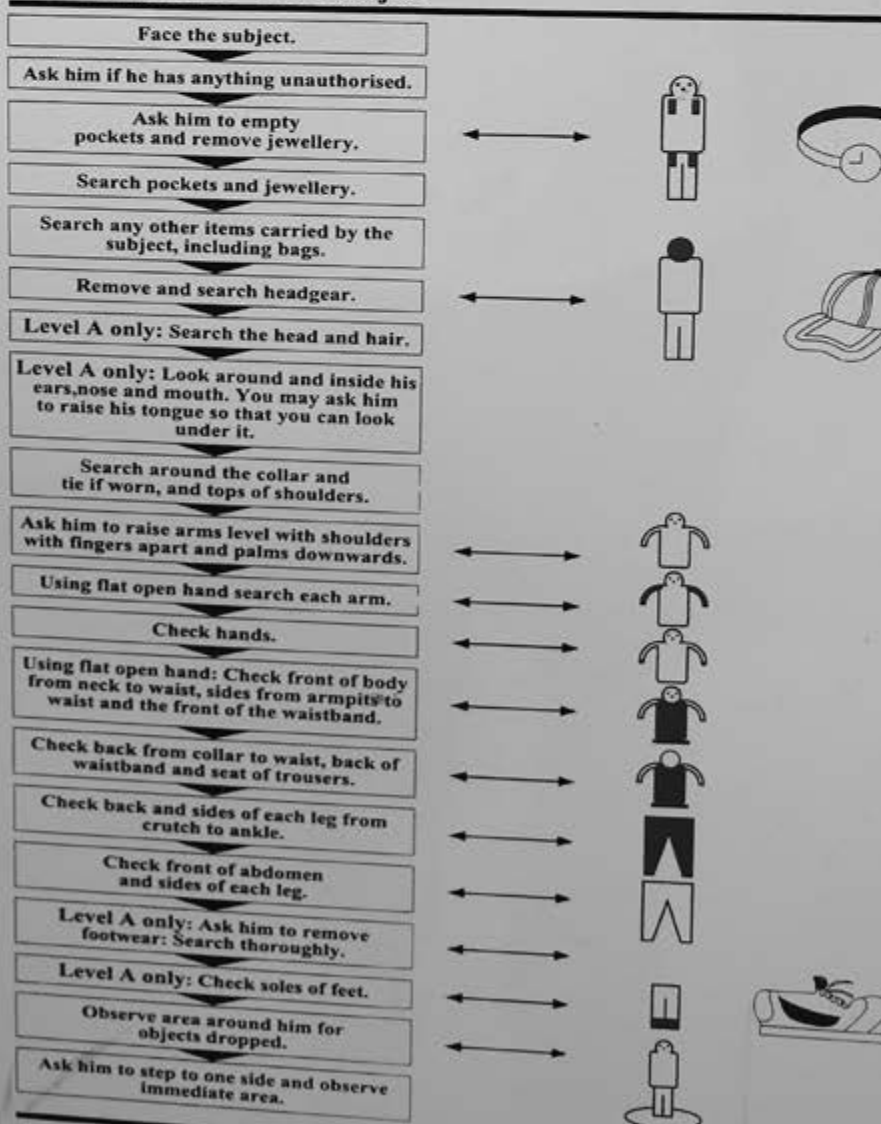 Face the subject.
Ask him if he has anything unauthorised.
Ask him to empty
pockets and remove jewellery.
Search pockets and jewellery.
Search any other items carried by the
subject, including bags.
Remove and search headgear.
Level A only: Search the head and hair.
Level A only: Look around and inside his
ears,nose and mouth. You may ask him
to raise his tongue so that you can look
under it.
Search around the collar and
tie if worn, and tops of shoulders.
Ask him to raise arms level with shoulders
with fingers apart and palms downwards.
Using flat open hand search each arm.
Check hands.
Using flat open hand: Check front of body
from neck to waist, sides from armpits to
waist and the front of the waistband.
Check back from collar to waist, back of
waistband and seat of trousers.
Check back and sides of each leg from
crutch to ankle.
Check front of abdomen
and sides of each leg.
Level A only: Ask him to remove
footwear: Search thoroughly.
Level A only: Check soles of feet.
Observe area around him for
objects dropped.
Ask him to step to one side and observe
immediate area.